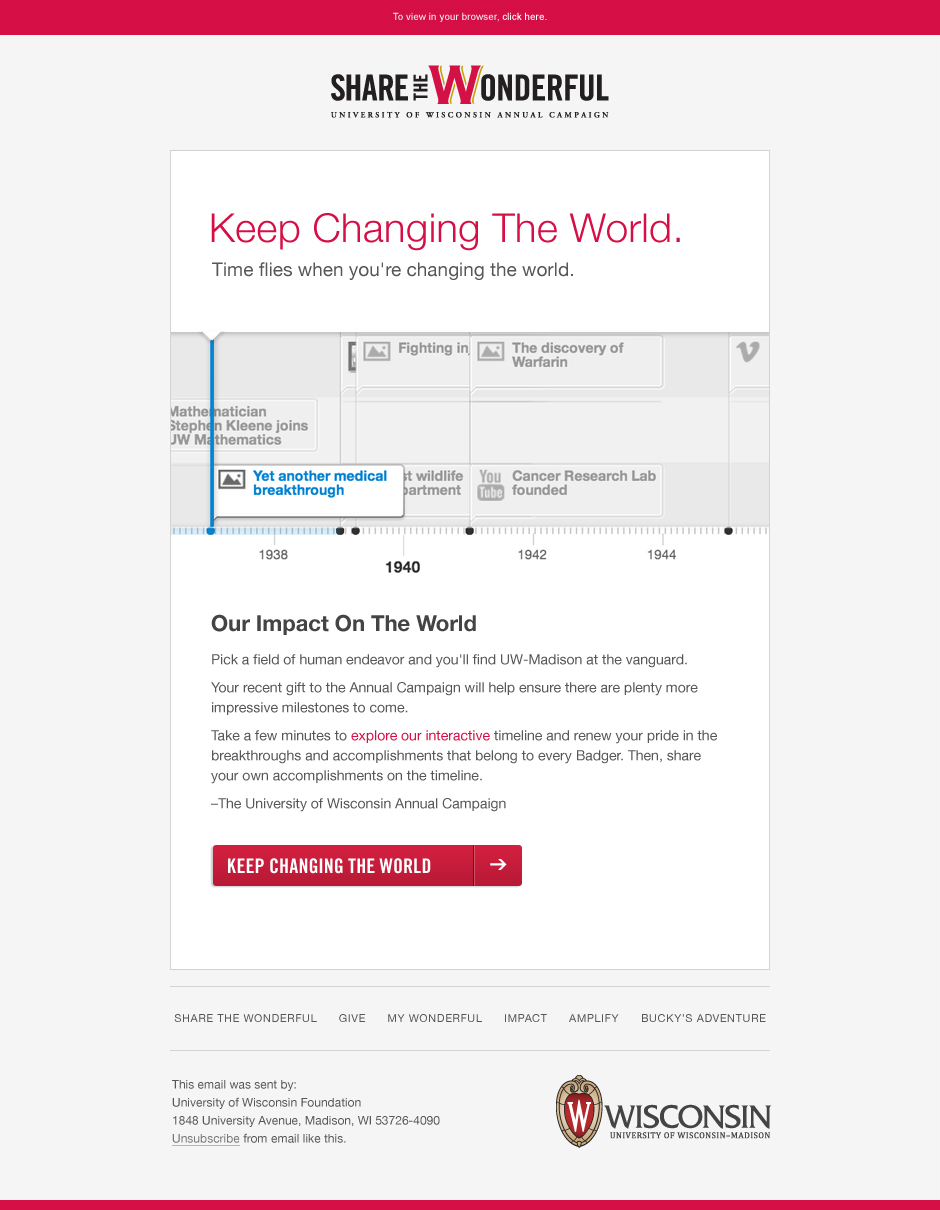 To view in your browser, click here.
SHARE THE WONDERFUL
UNIVERSITY OF WISCONSIN ANNUAL CAMPAIGN
Keep Changing The World.
Time flies when you're changing the world.
Fighting in
The discovery of
Warfarin
Mathematician
Stephen Kleene joins
UW Mathematics
Yet another medical
breakthrough
st wildlife
partment
You
Tube
Cancer Research Lab
founded
1938
1940
1942
1944
Our Impact On The World
Pick a field of human endeavor and you'll find UW-Madison at the vanguard.
Your recent gift to the Annual Campaign will help ensure there are plenty more
impressive milestones to come.
Take a few minutes to explore our interactive timeline and renew your pride in the
breakthroughs and accomplishments that belong to every Badger. Then, share
your own accomplishments on the timeline.
–The University of Wisconsin Annual Campaign
KEEP CHANGING THE WORLD
SHARE THE WONDERFUL GIVE MY WONDERFUL IMPACT AMPLIFY BUCKY'S ADVENTURE
This email was sent by:
University of Wisconsin Foundation
1848 University Avenue, Madison, WI 53726-4090
Unsubscribe from email like this.
W
WISCONSIN
UNIVERSITY OF WISCONSIN–MADISON